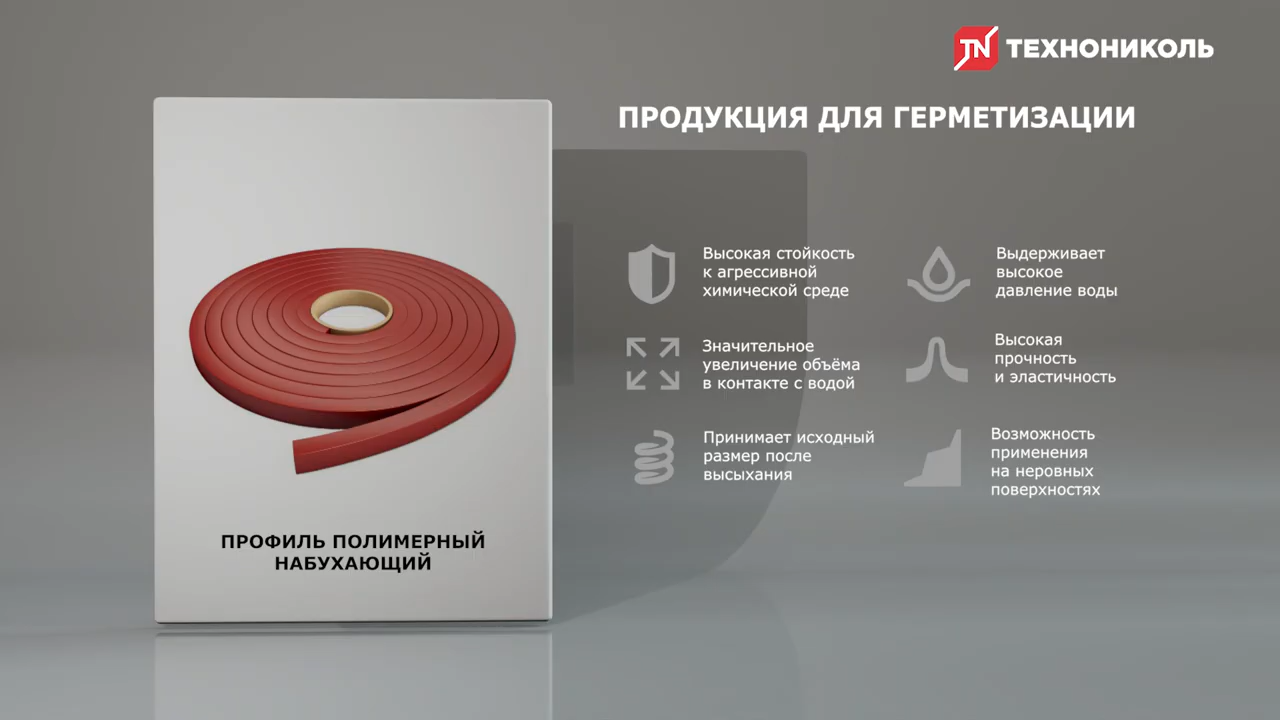 TN ТЕХНОНИКОЛЬ
ПРОДУКЦИЯ ДЛЯ ГЕРМЕТИЗАЦИИ
Высокая стойкость
к агрессивной
химической среде
Значительное
увеличение объёма
в контакте с водой
Принимает исходный
размер после
высыхания
Выдерживает
высокое
давление воды
Высокая
прочность
и эластичность
Возможность
применения
на неровных
поверхностях
ПРОФИЛЬ ПОЛИМЕРНЫЙ
НАБУХАЮЩИЙ